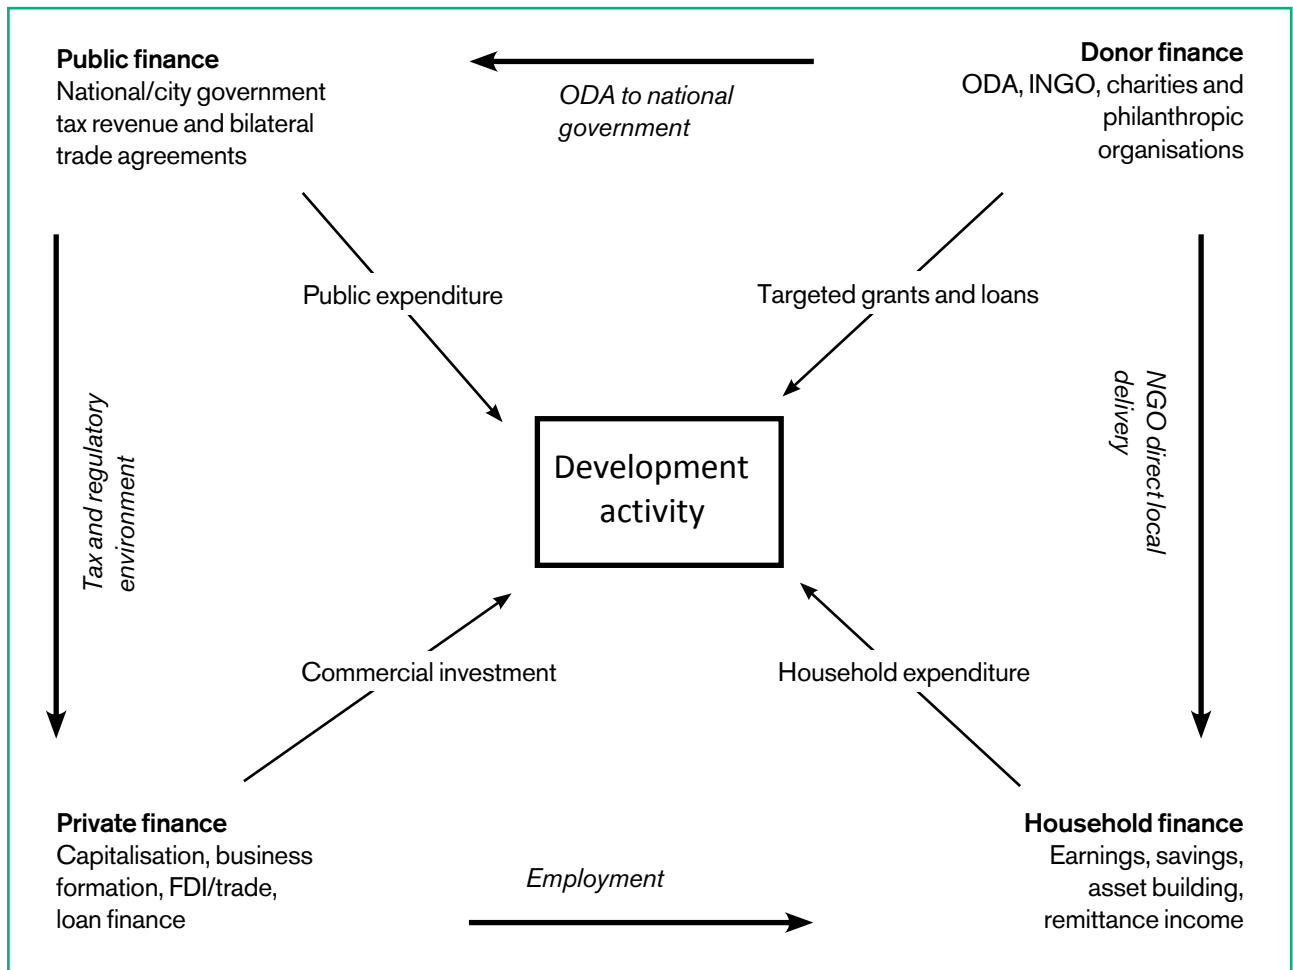 Public finance
National/city government
tax revenue and bilateral
trade agreements
ODA to national
government
Donor finance
ODA, INGO, charities and
philanthropic
organisations
Public expenditure
Targeted grants and loans
Tax and regulatory
environment
Development
activity
NGO direct local
delivery
Commercial investment
Household expenditure
Private finance
Capitalisation, business
formation, FDI/trade,
loan finance
Employment
Household finance
Earnings, savings,
asset building,
remittance income